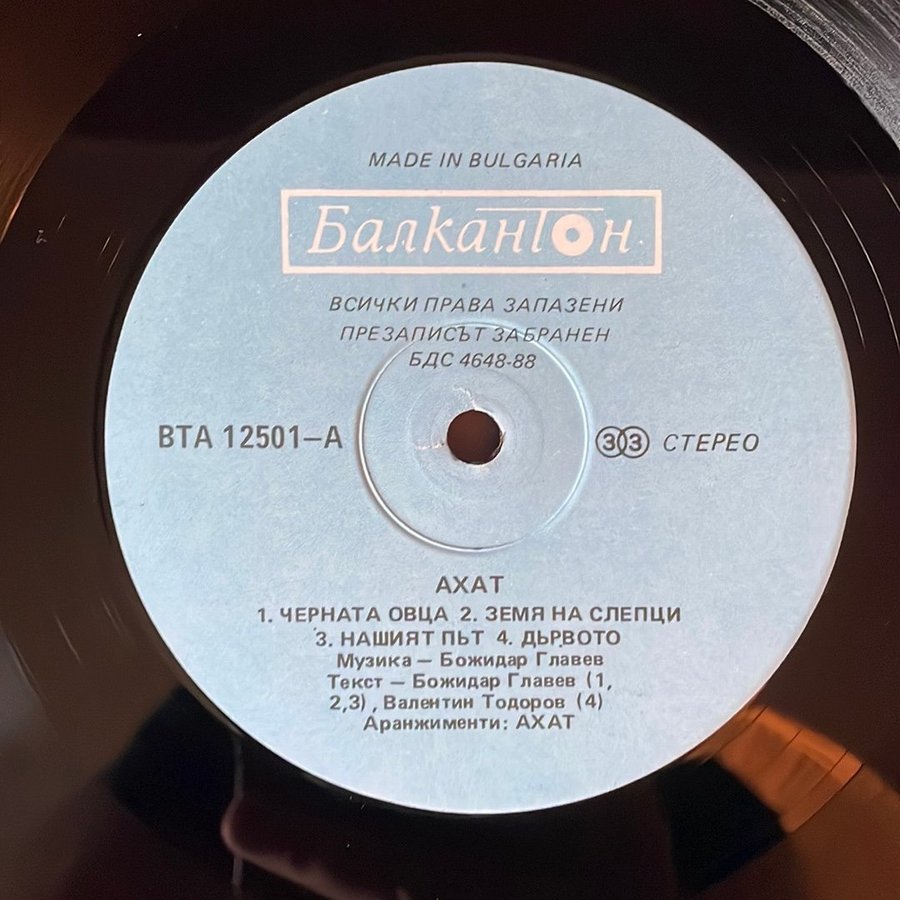 MADE IN BULGARIA
Балкантон
ВСИЧКИ ПРАВА ЗАПАЗЕНИ
ПРЕЗАПИСЪТ ЗАБРАНЕН
БДС 4648-88
ВТА 12501–А
33 СТЕРЕО
АХАТ
1. ЧЕРНАТА ОВЦА 2. ЗЕМЯ НА СЛЕПЦИ
3. НАШИЯТ ПЪТ 4. ДЪРВОТО
Музика – Божидар Главев
Текст – Божидар Главев (1,
2,3) , Валентин Тодоров (4)
Аранжименти: АХАТ